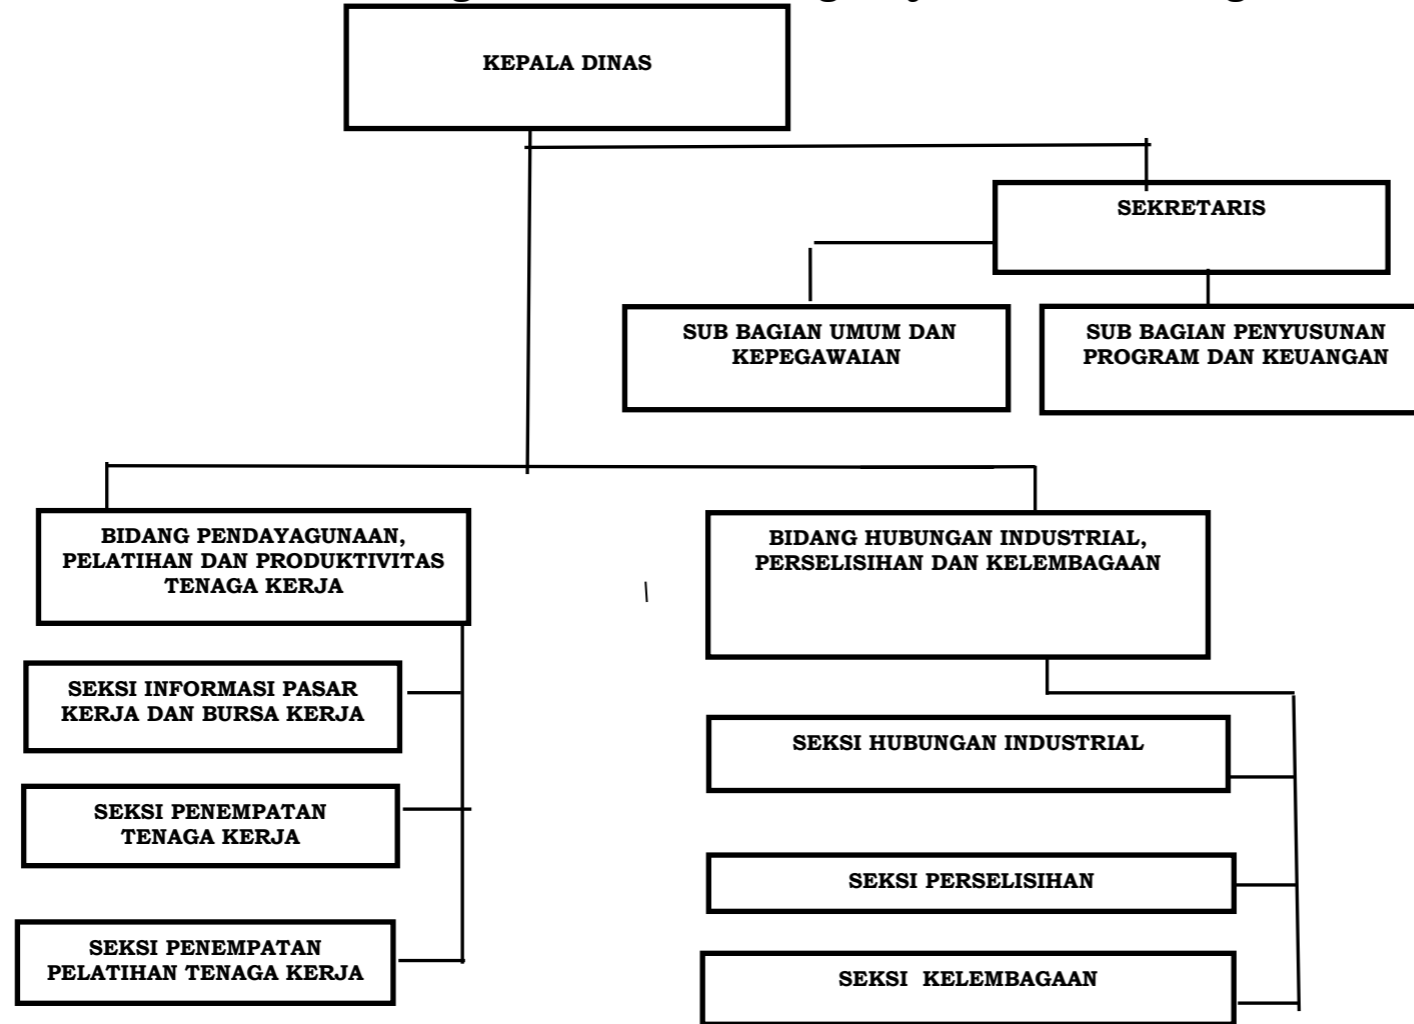 KEPALA DINAS
SEKRETARIS
SUB BAGIAN UMUM DAN
KEPEGAWAIAN
SUB BAGIAN PENYUSUNAN
PROGRAM DAN KEUANGAN
BIDANG PENDAYAGUNAAN,
PELATIHAN DAN PRODUKTIVITAS
TENAGA KERJA
SEKSI INFORMASI PASAR
KERJA DAN BURSA KERJA
SEKSI PENEMPATAN
TENAGA KERJA
SEKSI PENEMPATAN
PELATIHAN TENAGA KERJA
BIDANG HUBUNGAN INDUSTRIAL,
PERSELISIHAN DAN KELEMBAGAAN
SEKSI HUBUNGAN INDUSTRIAL
SEKSI PERSELISIHAN
SEKSI  KELEMBAGAAN